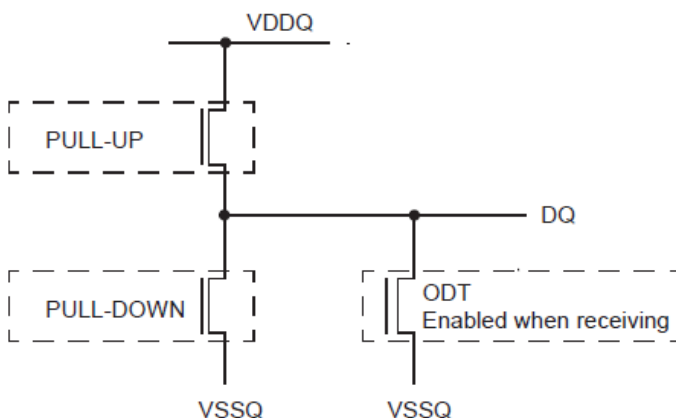 VDDQ
PULL-UP
DQ
PULL-DOWN
ODT
Enabled when receiving
VSSQ
VSSQ